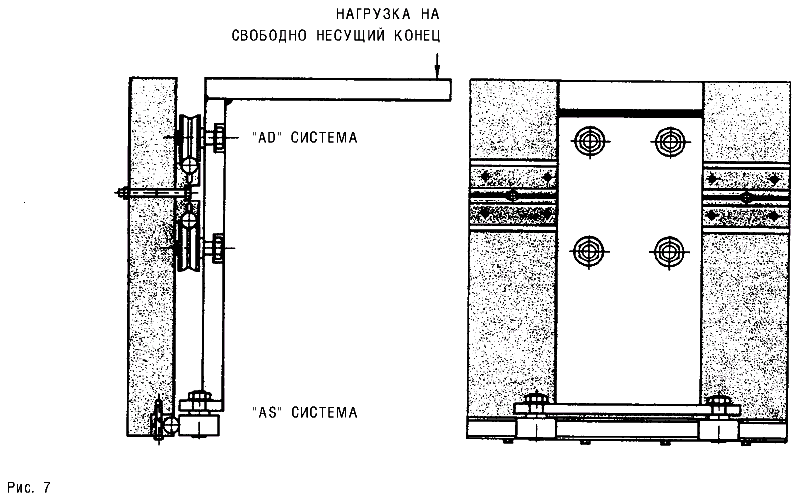 НАГРУЗКА НА
СВОБОДНО НЕСУЩИЙ КОНЕЦ
"AD" СИСТЕМА
"AS" СИСТЕМА
Рис. 7